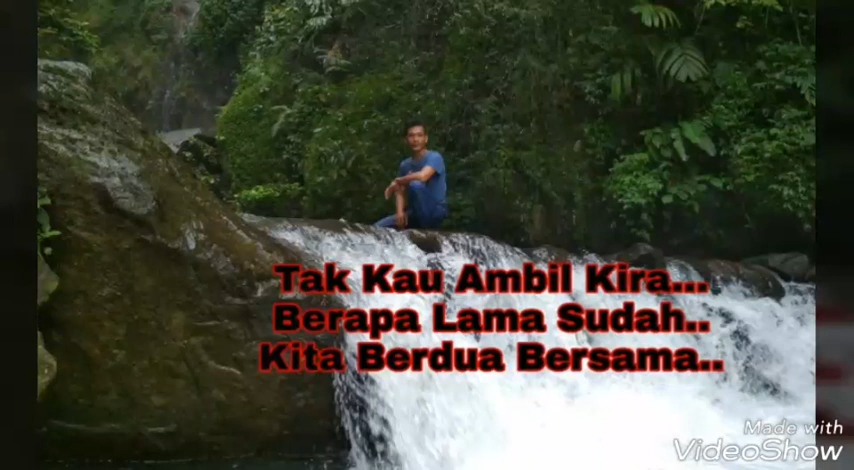 Tak Kau Ambil Kira...
Berapa Lama Sudah..
Kita Berdua Bersama..
Made with
VideoShow